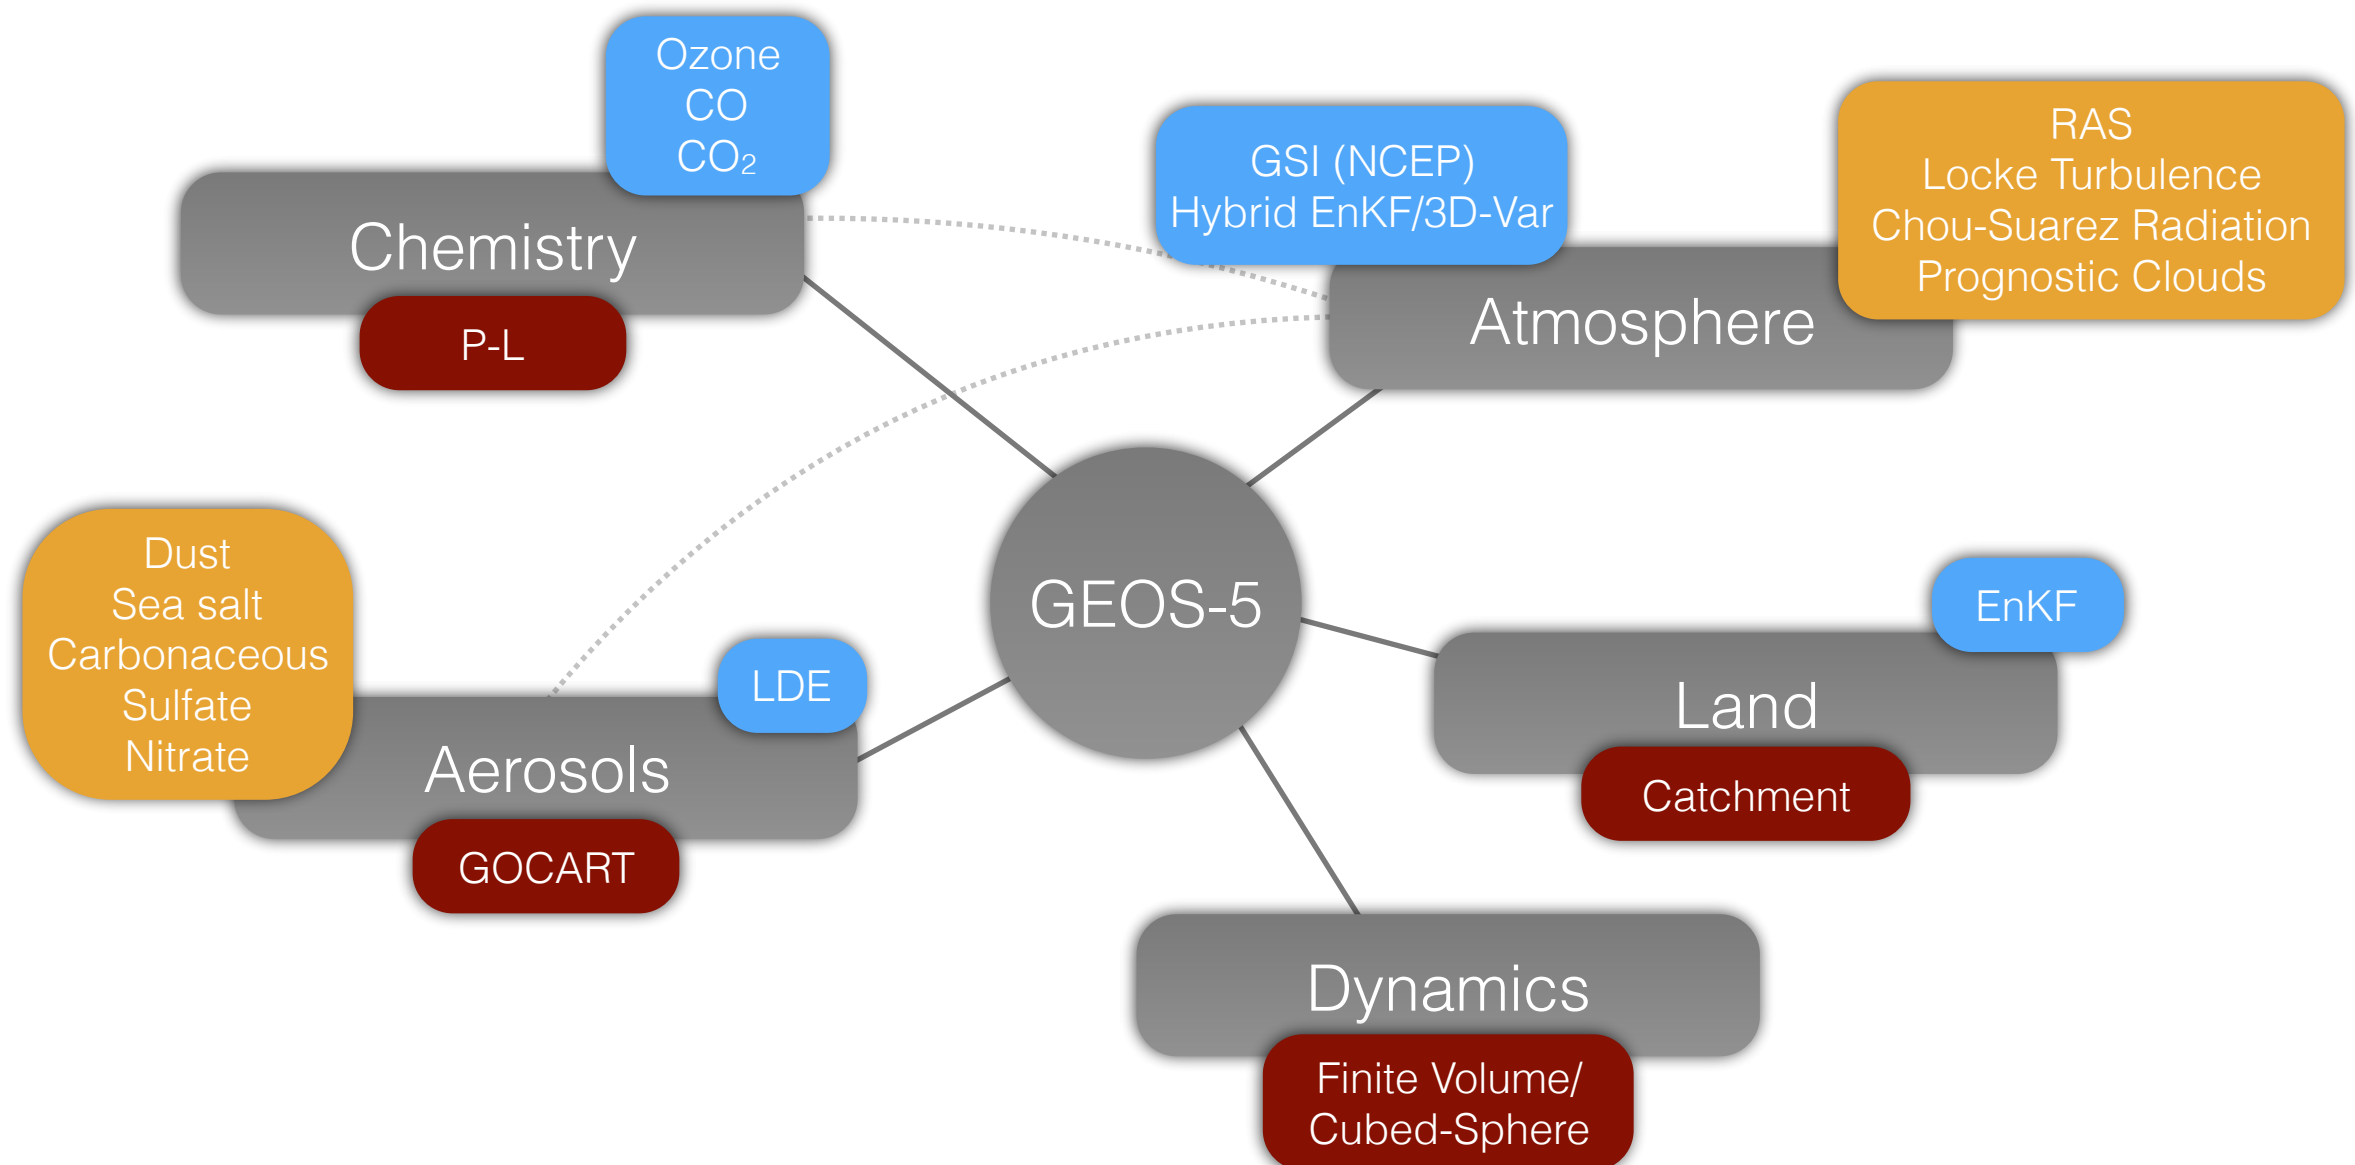 Ozone
CO
CO₂
Chemistry
P-L
GSI (NCEP)
Hybrid EnKF/3D-Var
RAS
Locke Turbulence
Chou-Suarez Radiation
Prognostic Clouds
Atmosphere
GEOS-5
Dust
Sea salt
Carbonaceous
Sulfate
Nitrate
LDE
Aerosols
GOCART
EnKF
Land
Catchment
Dynamics
Finite Volume/
Cubed-Sphere